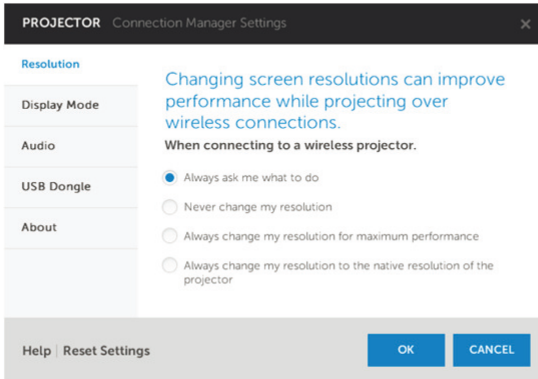 PROJECTOR Connection Manager Settings
Resolution
Display Mode
Audio
USB Dongle
About
Changing screen resolutions can improve
performance while projecting over
wireless connections.
When connecting to a wireless projector.
Always ask me what to do
Never change my resolution
Always change my resolution for maximum performance
Always change my resolution to the native resolution of the
projector
Help | Reset Settings
OK
CANCEL